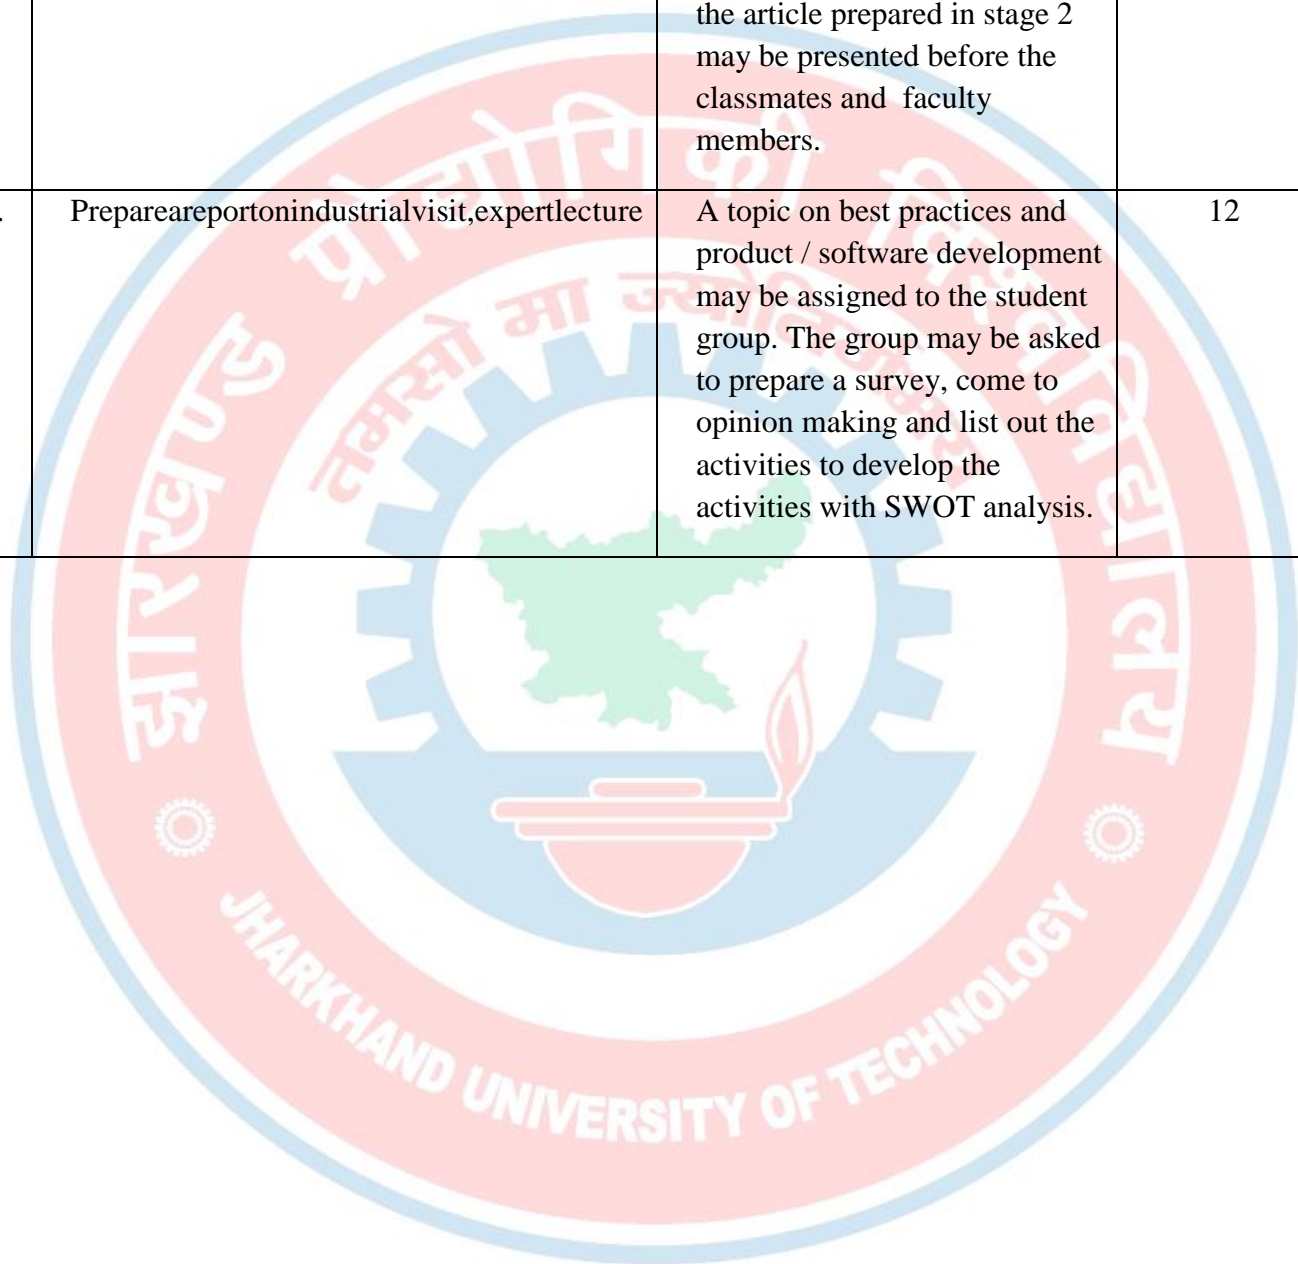 the article prepared in stage 2
may be presented before the
classmates and faculty
members.
. Prepareareportonindustrialvisit,expertlecture A topic on best practices and 12
product / software development
may be assigned to the student
group. The group may be asked
to prepare a survey, come to
opinion making and list out the
activities to develop the
activities with SWOT analysis.
झारखण्ड प्रौद्योगिकी विश्वविद्यालय
तमसो मा ज्योतिर्गमय
JHARKHAND UNIVERSITY OF TECHNOLOGY